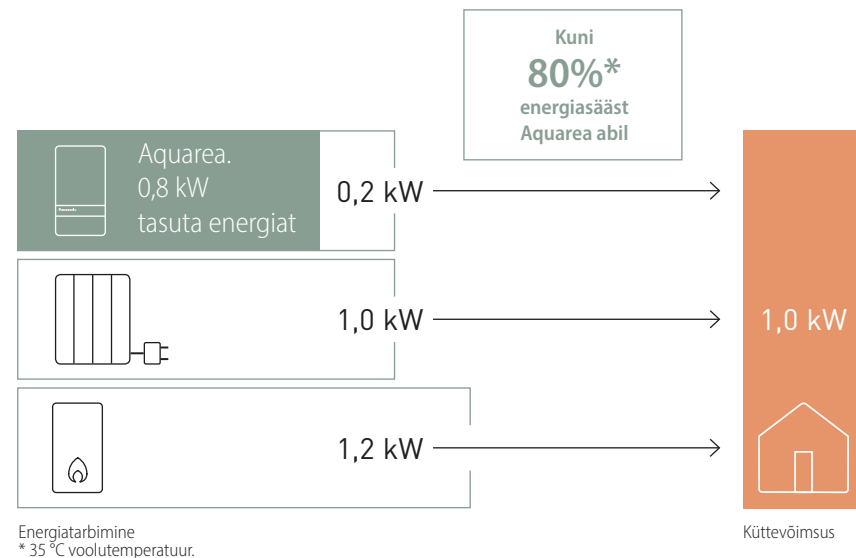 Kuni
80%*
energiasääst
Aquarea abil
Aquarea.
0,8 kW
tasuta energiat
0,2 kW
1,0 kW
1,0 kW
1,2 kW
Energiatarbimine
* 35 °C voolutemperatuur.
Küttevõimsus